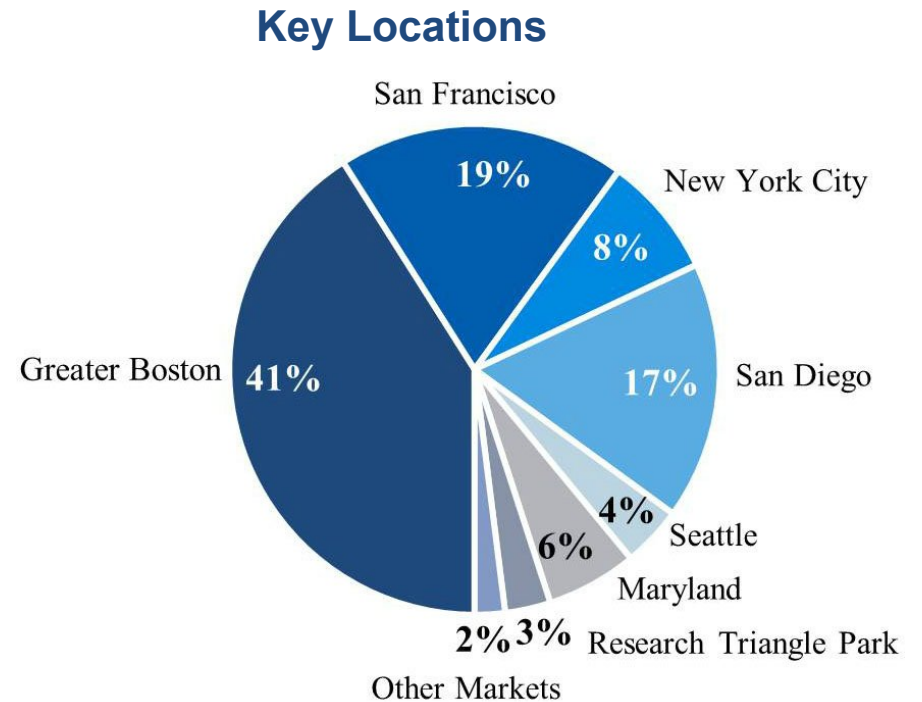 Key Locations
San Francisco
19%
New York City
8%
Greater Boston
41%
17%
San Diego
4%
Seattle
6%
Maryland
2%
3%
Research Triangle Park
Other Markets